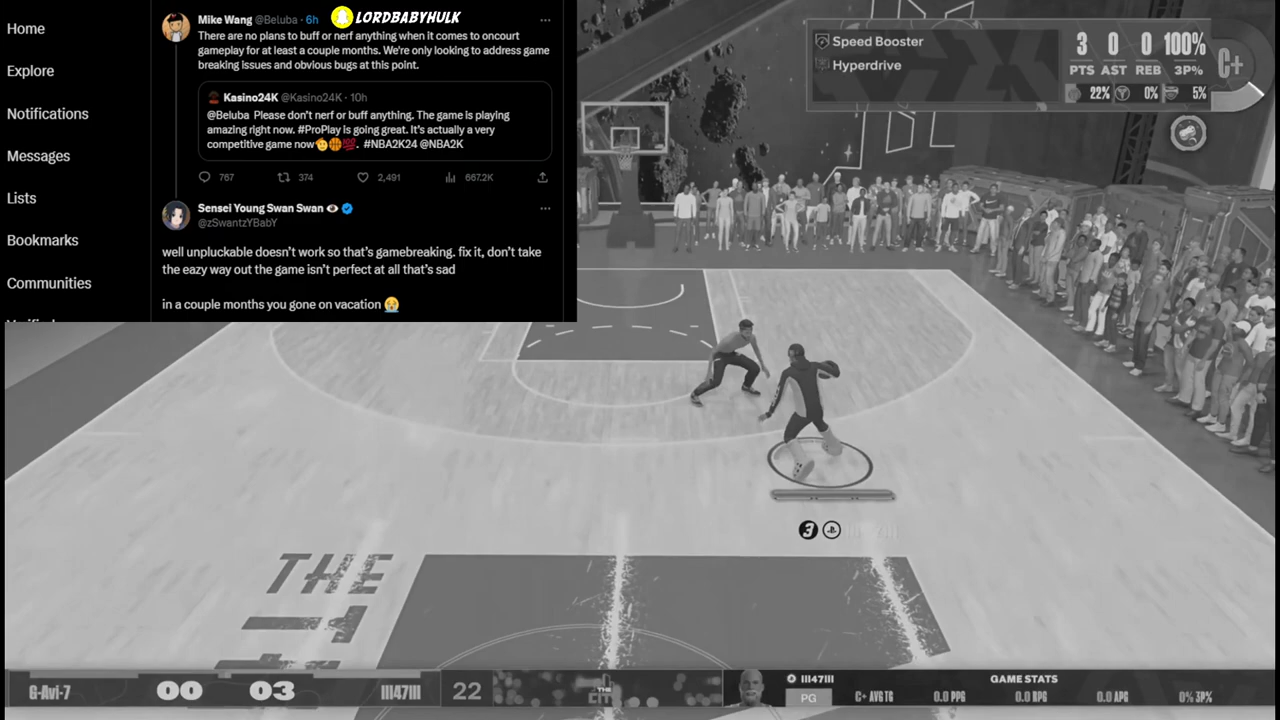 Home
Explore
Notifications
Messages
Lists
Bookmarks
Communities
Mike Wang @Beluba · 6h
LORDBABYHULK
There are no plans to buff or nerf anything when it comes to oncourt
gameplay for at least a couple months. We're only looking to address game
breaking issues and obvious bugs at this point.
Kasino24K @Kasino24K · 10h
@Beluba Please don't nerf or buff anything. The game is playing
amazing right now. #ProPlay is going great. It's actually a very
competitive game now🫡🏀💯. #NBA2K24 @NBA2K
767 374 2,491 667.2K
Sensei Young Swan Swan 👁
@zSwantzYBabY
well unpluckable doesn't work so that's gamebreaking. fix it, don't take
the eazy way out the game isn't perfect at all that's sad
in a couple months you gone on vacation 😭
Speed Booster
Hyperdrive
3 0 0 100%
PTS AST REB 3P%
C+
22% 0% 5%
3
THE
G-Avi-7 00 03 III47III 22
THE
III47III
PG
GAME STATS
C+ AVG TG 0.0 PPG 0.0 RPG 0.0 APG 0% 3P%